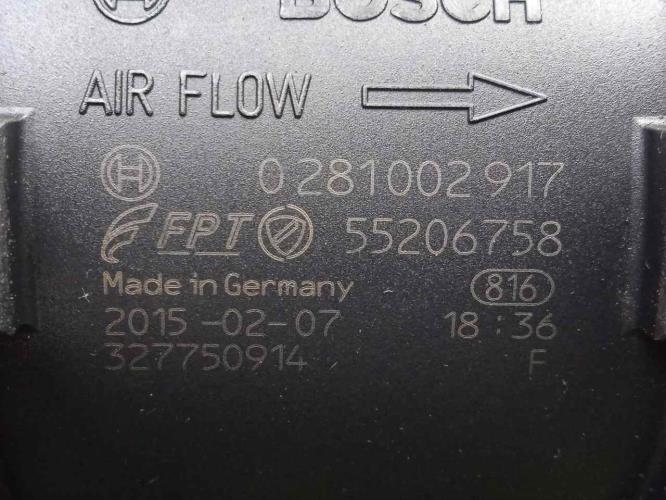 BOSCH
AIR FLOW
0 281 002 917
FPT 55206758
Made in Germany 816
2015-02-07 18:36
327750914 F